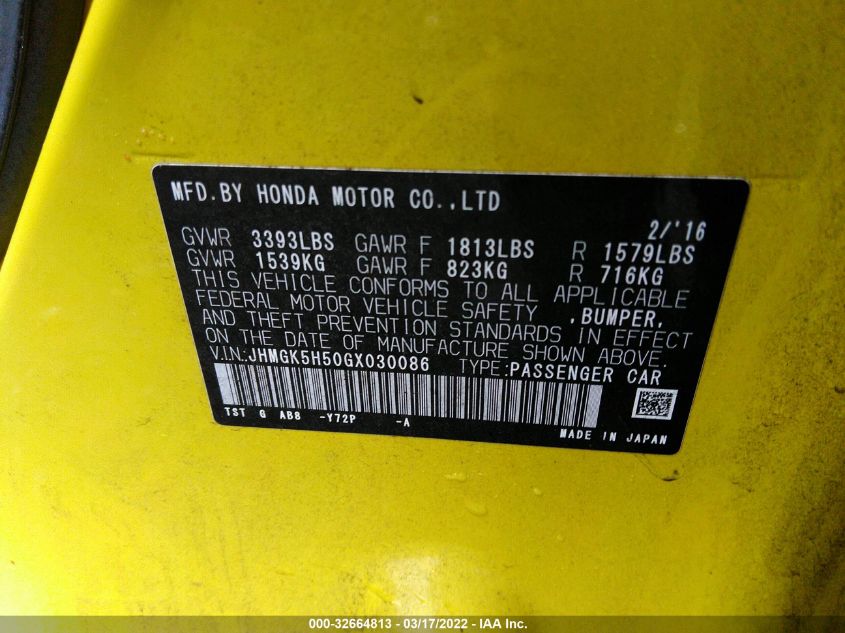 MFD.BY HONDA MOTOR CO.,LTD
2/'16
GVWR 3393LBS GAWR F 1813LBS R 1579LBS
GVWR 1539KG GAWR F 823KG R 716KG
THIS VEHICLE CONFORMS TO ALL APPLICABLE
FEDERAL MOTOR VEHICLE SAFETY ,BUMPER,
AND THEFT PREVENTION STANDARDS IN EFFECT
ON THE DATE OF MANUFACTURE SHOWN ABOVE.
V.IN.:JHMGK5H50GX030086 TYPE:PASSENGER CAR
TST G AB8 -Y72P -A
MADE IN JAPAN
000-32664813 - 03/17/2022 - IAA Inc.